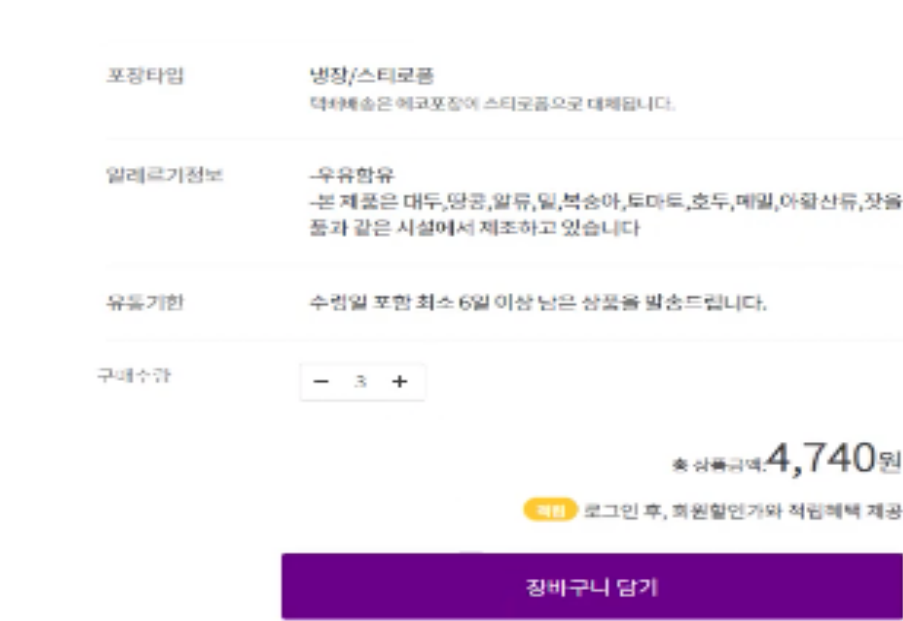 포장타입
냉장/스티로폼
택배배송은 에코포장이 스티로폼으로 대체됩니다.
알레르기정보
-우유함유
-본 제품은 대두,땅콩,알류,밀,복숭아,토마토,호두,메밀,아황산류,잣을
품과 같은 시설에서 제조하고 있습니다
유통기한
수령일 포함 최소 6일 이상 남은 상품을 발송드립니다.
구매수량
− 3 +
총 상품금액:4,740원
적립 로그인 후, 회원할인가와 적립혜택 제공
장바구니 담기